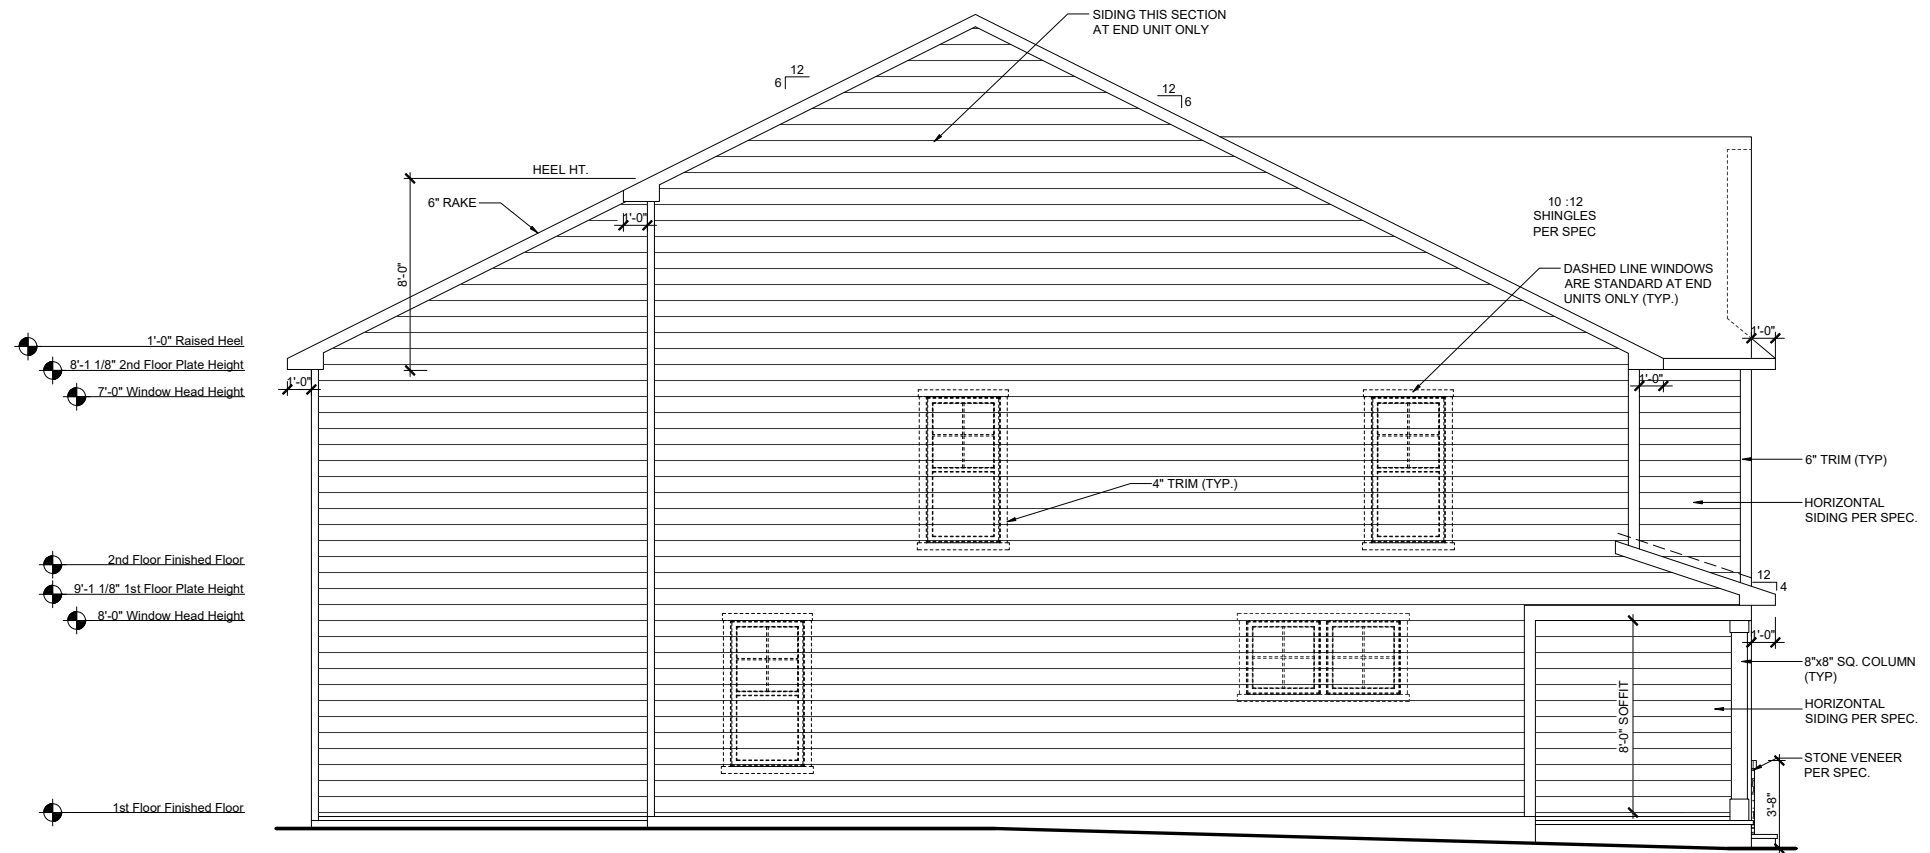 SIDING THIS SECTION
AT END UNIT ONLY
12
6
12
6
HEEL HT.
6" RAKE
1'-0"
8'-0"
10 :12
SHINGLES
PER SPEC
DASHED LINE WINDOWS
ARE STANDARD AT END
UNITS ONLY (TYP.)
1'-0" Raised Heel
8'-1 1/8" 2nd Floor Plate Height
7'-0" Window Head Height
1'-0"
1'-0"
1'-0"
6" TRIM (TYP)
4" TRIM (TYP.)
HORIZONTAL
SIDING PER SPEC.
2nd Floor Finished Floor
9'-1 1/8" 1st Floor Plate Height
8'-0" Window Head Height
12
4
1'-0"
8"x8" SQ. COLUMN
(TYP)
8'-0" SOFFIT
HORIZONTAL
SIDING PER SPEC.
STONE VENEER
PER SPEC.
3'-8"
1st Floor Finished Floor